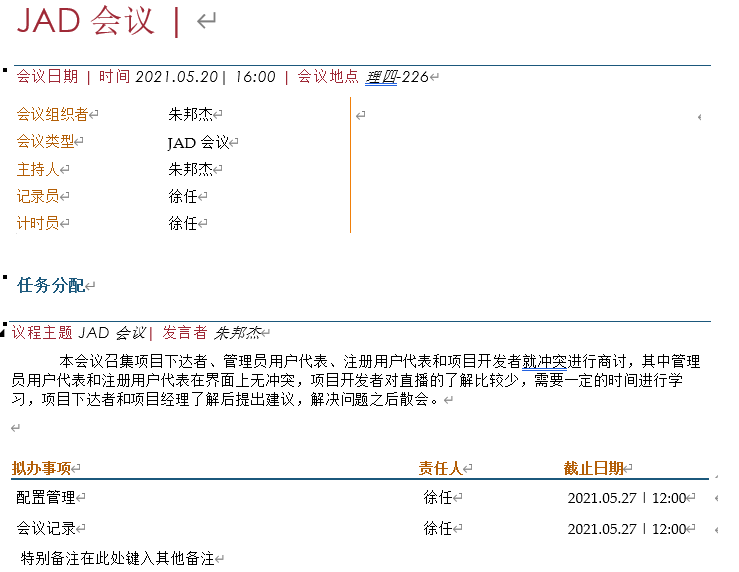 JAD 会议 |
会议日期 | 时间 2021.05.20| 16:00 | 会议地点 理四-226
会议组织者 朱邦杰
会议类型 JAD 会议
主持人 朱邦杰
记录员 徐任
计时员 徐任
任务分配
议程主题 JAD 会议| 发言者 朱邦杰
本会议召集项目下达者、管理员用户代表、注册用户代表和项目开发者就冲突进行商讨，其中管理
员用户代表和注册用户代表在界面上无冲突，项目开发者对直播的了解比较少，需要一定的时间进行学
习，项目下达者和项目经理了解后提出建议，解决问题之后散会。
拟办事项 责任人 截止日期
配置管理 徐任 2021.05.27 | 12:00
会议记录 徐任 2021.05.27 | 12:00
特别备注在此处键入其他备注